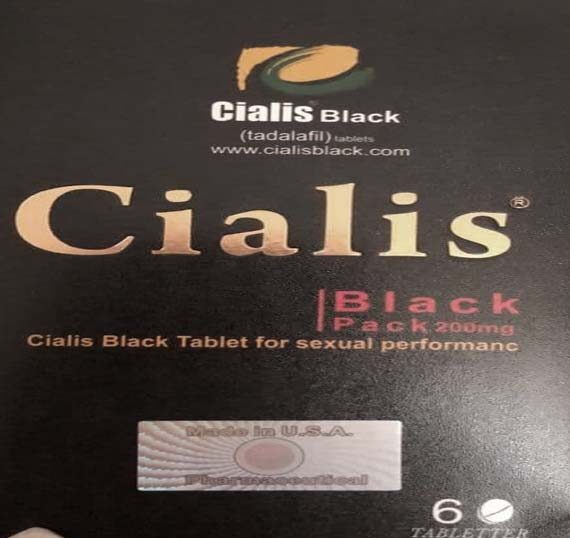 Cialis® Black
(tadalafil) tablets
www.cialisblack.com
Cialis®
Black
Pack 200mg
Cialis Black Tablet for sexual performanc
Made in U.S.A.
Pharmaceutical
6
TABLETTER